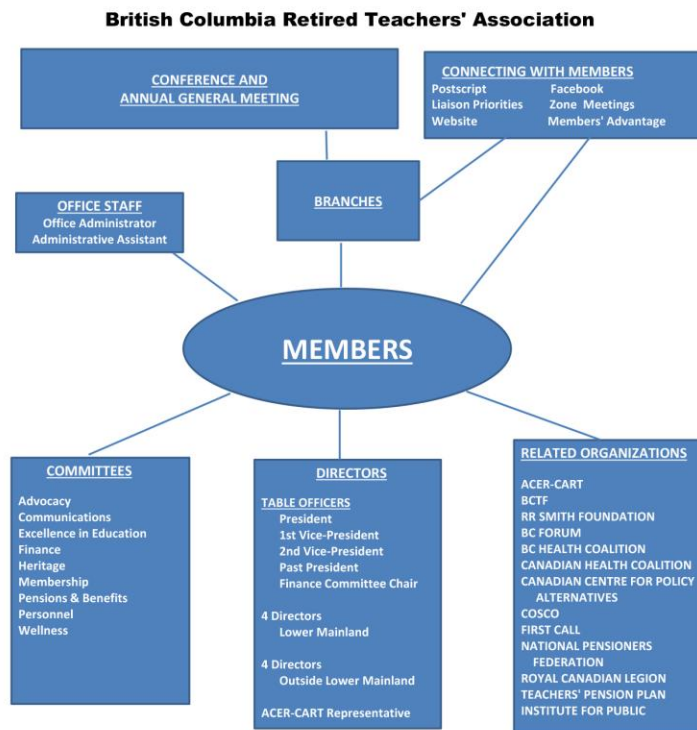 British Columbia Retired Teachers' Association
CONFERENCE AND
ANNUAL GENERAL MEETING
CONNECTING WITH MEMBERS
Postscript Facebook
Liaison Priorities Zone Meetings
Website Members' Advantage
BRANCHES
OFFICE STAFF
Office Administrator
Administrative Assistant
MEMBERS
COMMITTEES
Advocacy
Communications
Excellence in Education
Finance
Heritage
Membership
Pensions & Benefits
Personnel
Wellness
DIRECTORS
TABLE OFFICERS
President
1st Vice-President
2nd Vice-President
Past President
Finance Committee Chair
4 Directors
Lower Mainland
4 Directors
Outside Lower Mainland
ACER-CART Representative
RELATED ORGANIZATIONS
ACER-CART
BCTF
RR SMITH FOUNDATION
BC FORUM
BC HEALTH COALITION
CANADIAN HEALTH COALITION
CANADIAN CENTRE FOR POLICY
ALTERNATIVES
COSCO
FIRST CALL
NATIONAL PENSIONERS
FEDERATION
ROYAL CANADIAN LEGION
TEACHERS' PENSION PLAN
INSTITUTE FOR PUBLIC